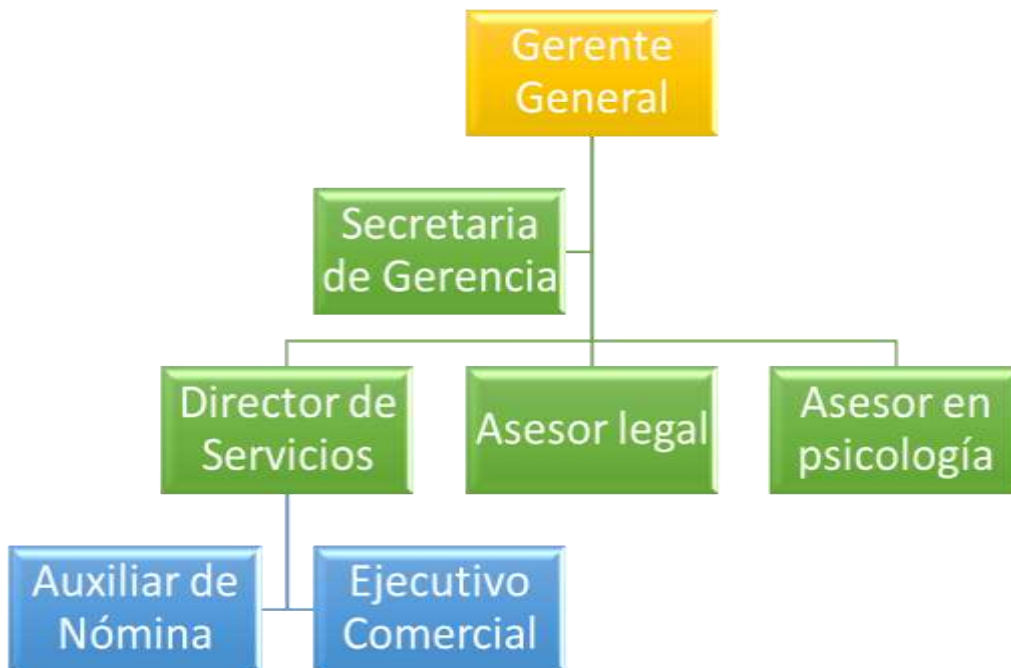 Gerente
General
Secretaria
de Gerencia
Director de
Servicios
Asesor legal
Asesor en
psicología
Auxiliar de
Nómina
Ejecutivo
Comercial